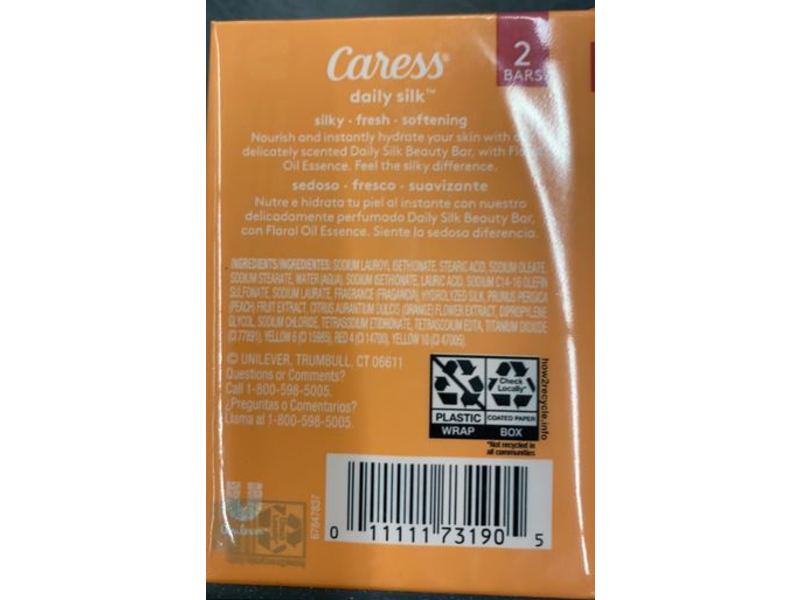 Caress®
daily silk™
2
BARS
silky · fresh · softening
Nourish and instantly hydrate your skin with
delicately scented Daily Silk Beauty Bar, with
Oil Essence. Feel the silky difference.
sedoso · fresco · suavizante
Nutre e hidrata tu piel al instante con nuestro
delicadamente perfumado Daily Silk Beauty Bar,
con Floral Oil Essence. Siente la sedosa diferencia.
INGREDIENTS/INGREDIENTES: SODIUM LAUROYL ISETHIONATE, STEARIC ACID, SODIUM OLEATE,
SODIUM STEARATE, WATER (AQUA), SODIUM ISETHIONATE, LAURIC ACID, SODIUM C14-16 OLEFIN
SULFONATE, SODIUM LAURATE, FRAGRANCE (FRAGANCIA), HYDROLYZED SILK, PRUNUS PERSICA
(PEACH) FRUIT EXTRACT, CITRUS AURANTIUM DULCIS (ORANGE) FLOWER EXTRACT, DIPROPYLENE
GLYCOL, SODIUM CHLORIDE, TETRASODIUM ETIDRONATE, TETRASODIUM EDTA, TITANIUM DIOXIDE
(CI 77891), YELLOW 6 (CI 15985), RED 4 (CI 14700), YELLOW 10 (CI 47005).
© UNILEVER, TRUMBULL, CT 06611
Questions or Comments?
Call 1-800-598-5005.
¿Preguntas o Comentarios?
Llama al 1-800-598-5005.
Check
Locally*
PLASTIC
COATED PAPER
WRAP
BOX
how2recycle.info
*Not recycled in
all communities
Unilever
67847837
0 11111 73190 5